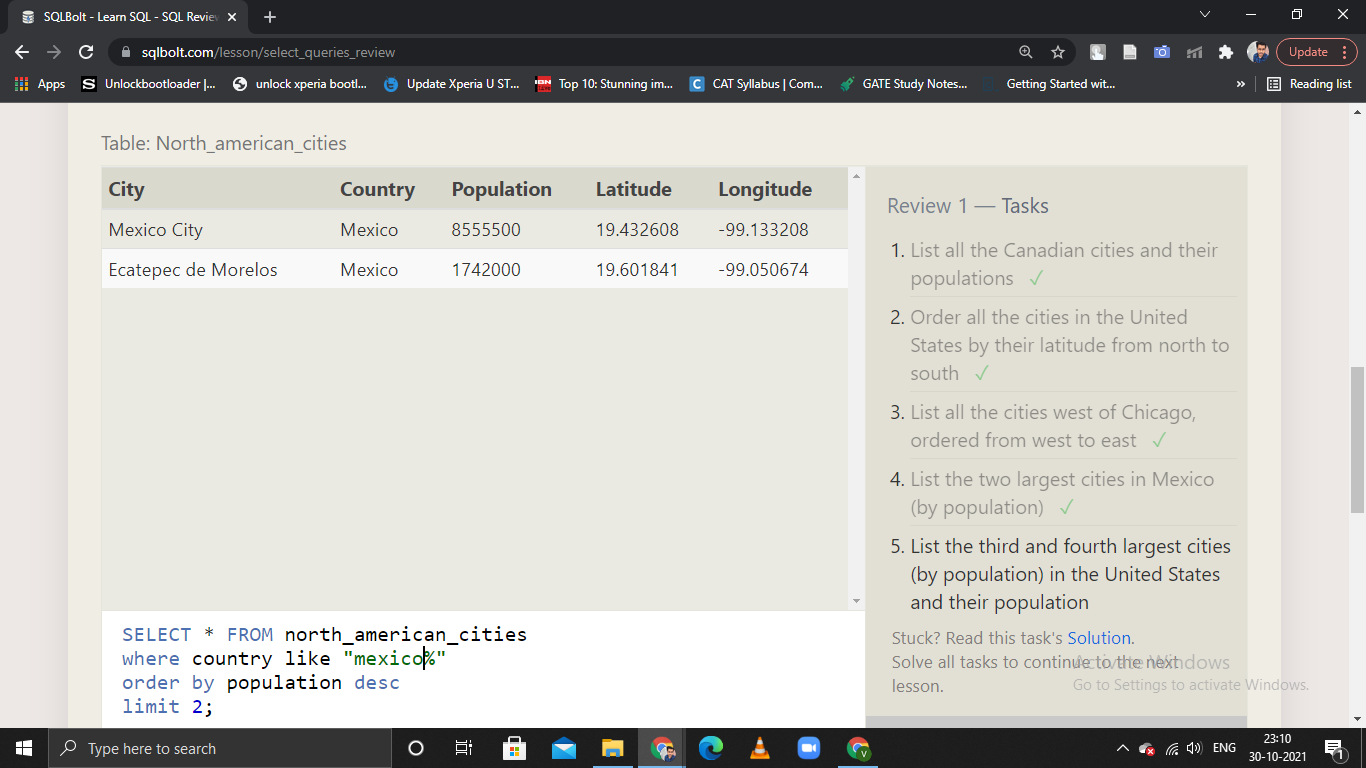 SQLBolt - Learn SQL - SQL Review
sqlbolt.com/lesson/select_queries_review
Update
Apps
Unlockbootloader |...
unlock xperia bootl...
Update Xperia U ST...
Top 10: Stunning im...
CAT Syllabus | Com...
GATE Study Notes...
Getting Started wit...
»
Reading list
Table: North_american_cities
City Country Population Latitude Longitude
Mexico City Mexico 8555500 19.432608 -99.133208
Ecatepec de Morelos Mexico 1742000 19.601841 -99.050674
SELECT * FROM north_american_cities
where country like "mexico%"
order by population desc
limit 2;
Review 1 — Tasks
1. List all the Canadian cities and their
populations ✓
2. Order all the cities in the United
States by their latitude from north to
south ✓
3. List all the cities west of Chicago,
ordered from west to east ✓
4. List the two largest cities in Mexico
(by population) ✓
5. List the third and fourth largest cities
(by population) in the United States
and their population
Stuck? Read this task's Solution.
Solve all tasks to continue to the next
lesson.
Activate Windows
Go to Settings to activate Windows.
Type here to search
ENG
23:10
30-10-2021
1